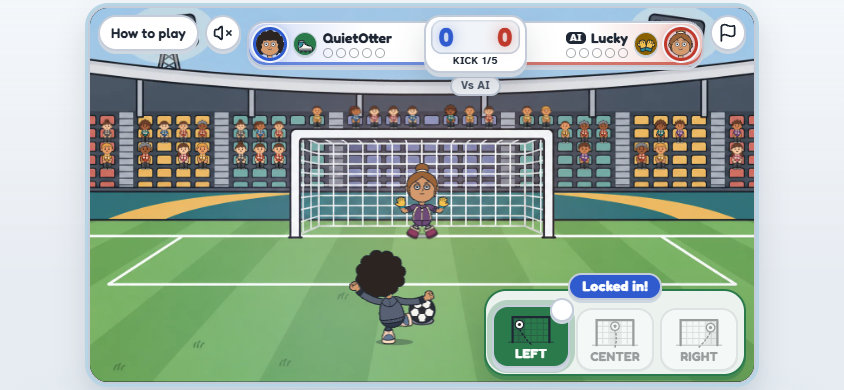 How to play
QuietOtter
0 0
KICK 1/5
AI Lucky
Vs AI
Locked in!
LEFT
CENTER
RIGHT